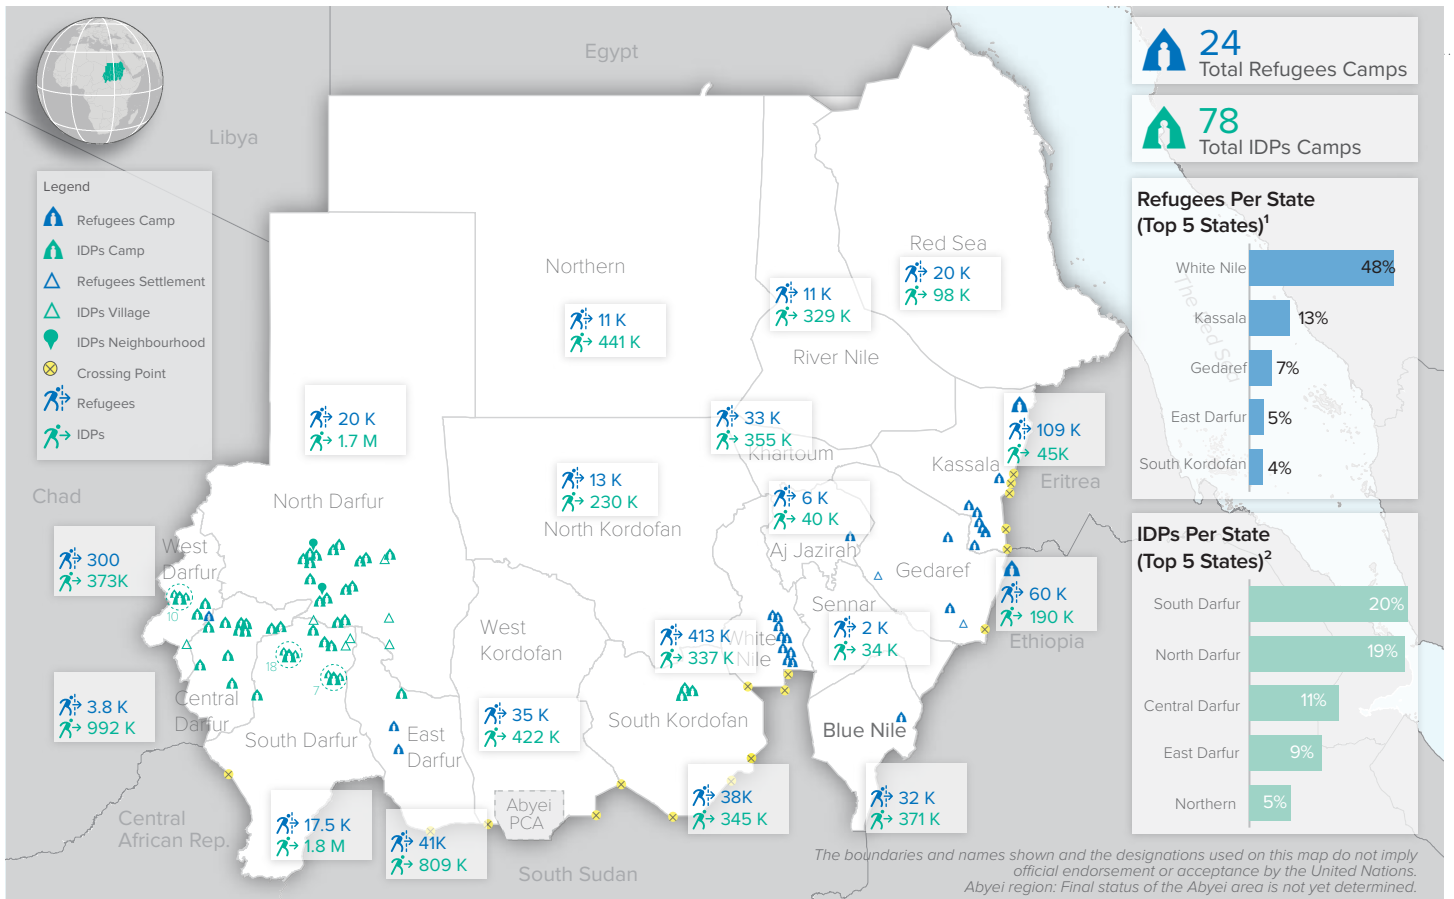 Egypt
Libya
Legend
Refugees Camp
IDPs Camp
Refugees Settlement
IDPs Village
IDPs Neighbourhood
Crossing Point
Refugees
IDPs
24
Total Refugees Camps
78
Total IDPs Camps
Refugees Per State
(Top 5 States)¹
White Nile 48%
Kassala 13%
Gedaref 7%
East Darfur 5%
South Kordofan 4%
The Red Sea
IDPs Per State
(Top 5 States)²
South Darfur 20%
North Darfur 19%
Central Darfur 11%
East Darfur 9%
Northern 5%
Northern
11 K
441 K
Red Sea
20 K
98 K
11 K
329 K
River Nile
20 K
1.7 M
North Darfur
33 K
355 K
Khartoum
13 K
230 K
North Kordofan
109 K
45K
Kassala
Eritrea
6 K
40 K
Aj Jazirah
Gedaref
60 K
190 K
Ethiopia
Chad
300
373K
West
Darfur
10
18
7
3.8 K
992 K
Central
Darfur
South Darfur
East
Darfur
West
Kordofan
35 K
422 K
413 K
337 K
White
Nile
Sennar
2 K
34 K
South Kordofan
Blue Nile
38K
345 K
32 K
371 K
Abyei
PCA
17.5 K
1.8 M
41K
809 K
Central
African Rep.
South Sudan
The boundaries and names shown and the designations used on this map do not imply
official endorsement or acceptance by the United Nations.
Abyei region: Final status of the Abyei area is not yet determined.